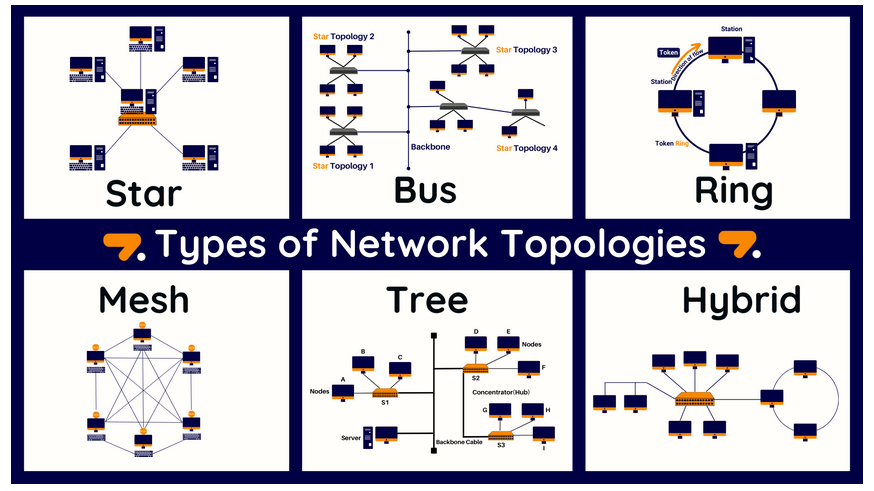 Star
Star Topology 2
Star Topology 3
Star Topology 1
Backbone
Star Topology 4
Bus
Station
Token
Direction of flow
Station
Token Ring
Ring
Types of Network Topologies
Mesh
Tree
A
B
C
Nodes
S1
Server
D
E
Nodes
F
S2
Concentrator(Hub)
G
H
Backbone Cable
S3
I
Hybrid